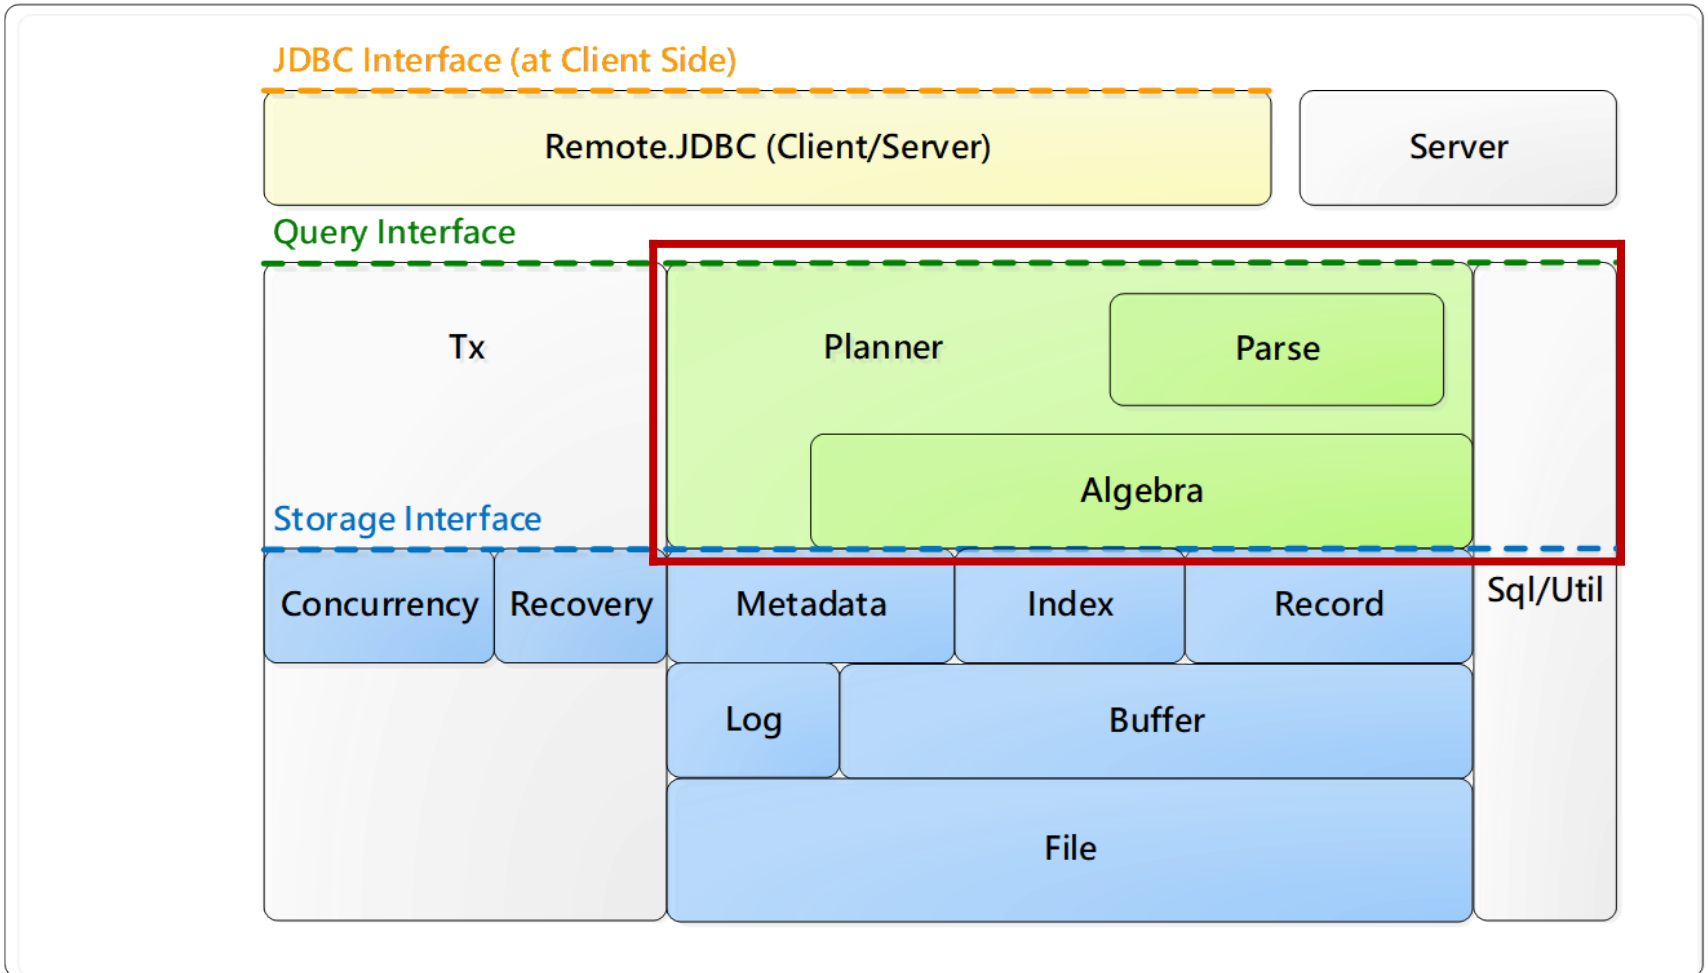 JDBC Interface (at Client Side)
Remote.JDBC (Client/Server)
Server
Query Interface
Tx
Planner
Parse
Algebra
Storage Interface
Concurrency
Recovery
Metadata
Index
Record
Sql/Util
Log
Buffer
File